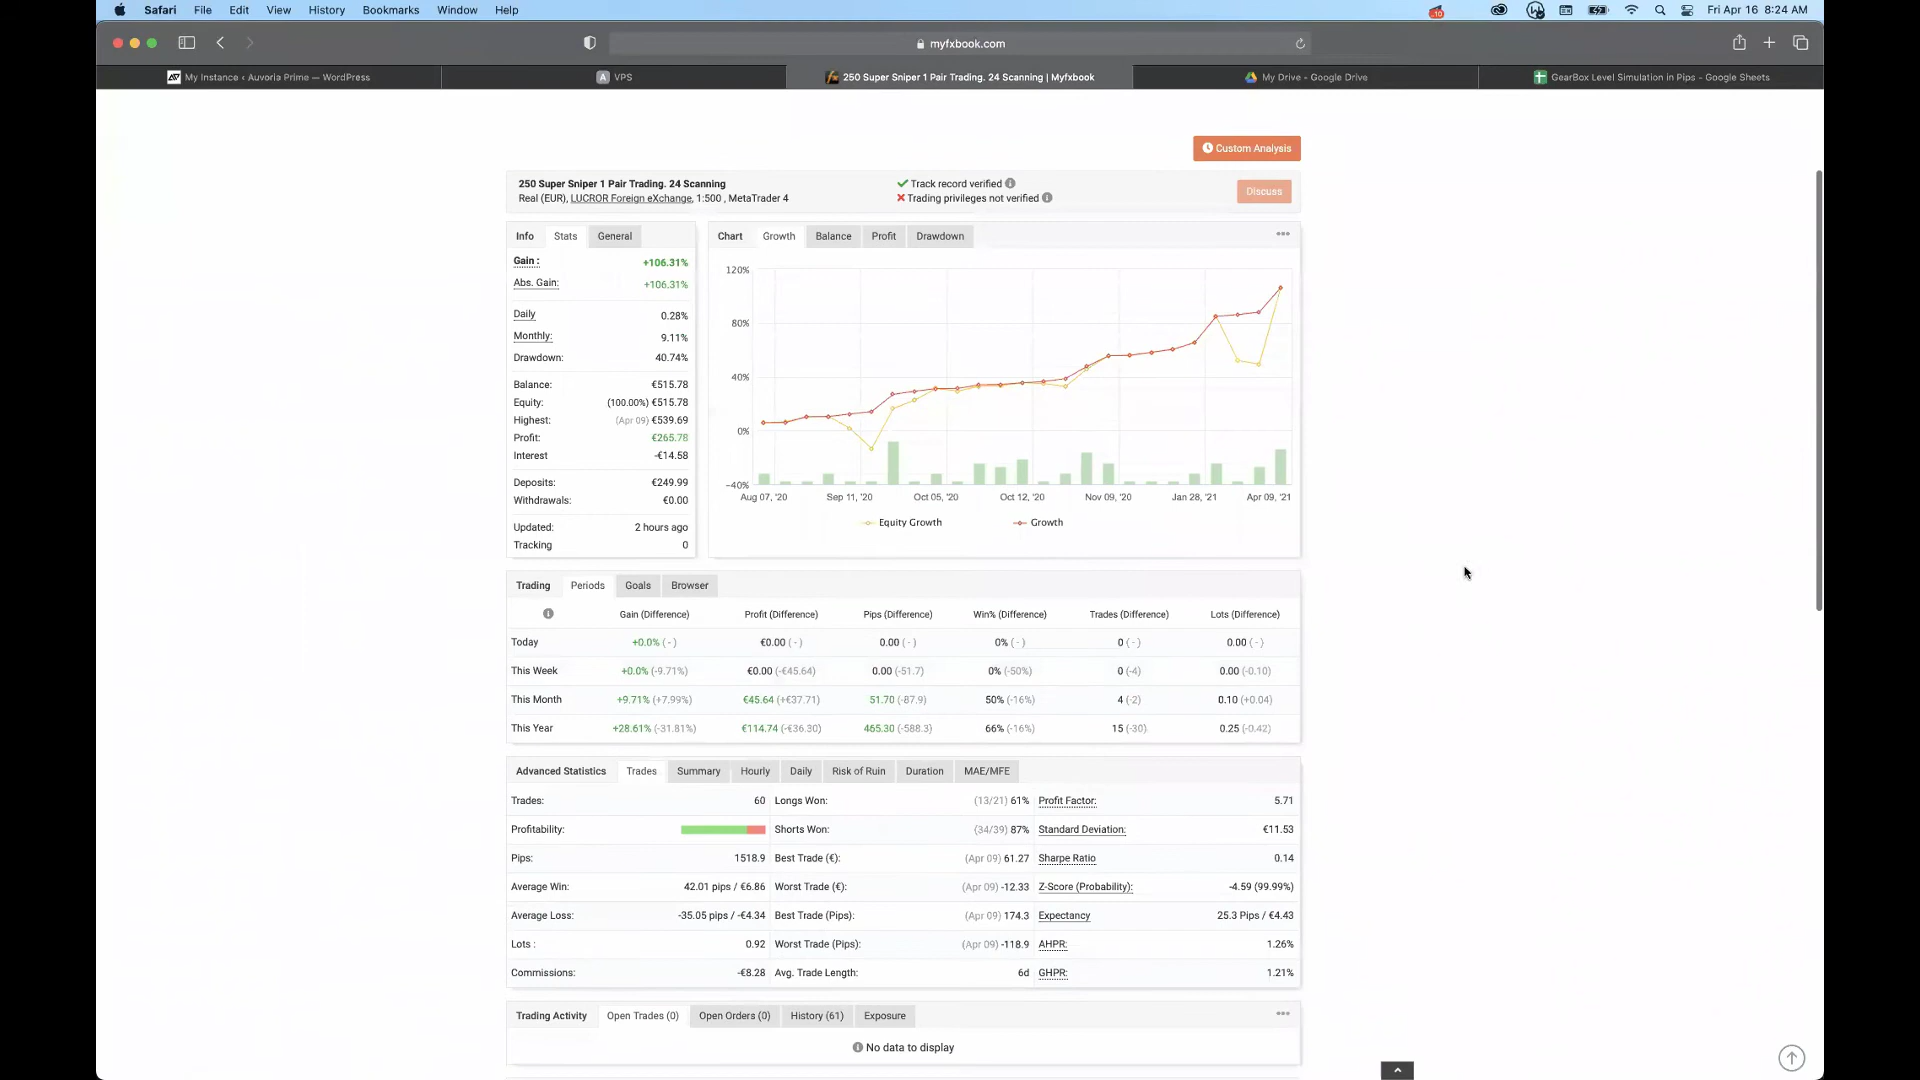 Safari File Edit View History Bookmarks Window Help Fri Apr 16 8:24 AM
myfxbook.com
My Instance ‹ Auvoria Prime — WordPress VPS 250 Super Sniper 1 Pair Trading. 24 Scanning | Myfxbook My Drive - Google Drive GearBox Level Simulation in Pips - Google Sheets
Custom Analysis
250 Super Sniper 1 Pair Trading. 24 Scanning Track record verified Discuss
Real (EUR), LUCROR Foreign eXchange, 1:500 , MetaTrader 4 Trading privileges not verified
Info Stats General
Gain : +106.31%
Abs. Gain: +106.31%
Daily 0.28%
Monthly: 9.11%
Drawdown: 40.74%
Balance: €515.78
Equity: (100.00%) €515.78
Highest: (Apr 09) €539.69
Profit: €265.78
Interest -€14.58
Deposits: €249.99
Withdrawals: €0.00
Updated: 2 hours ago
Tracking 0
Chart Growth Balance Profit Drawdown
120%
80%
40%
0%
-40%
Aug 07, '20 Sep 11, '20 Oct 05, '20 Oct 12, '20 Nov 09, '20 Jan 28, '21 Apr 09, '21
Equity Growth Growth
Trading Periods Goals Browser
Gain (Difference) Profit (Difference) Pips (Difference) Win% (Difference) Trades (Difference) Lots (Difference)
Today +0.0% (-) €0.00 (-) 0.00 (-) 0% (-) 0 (-) 0.00 (-)
This Week +0.0% (-9.71%) €0.00 (-€45.64) 0.00 (-51.7) 0% (-50%) 0 (-4) 0.00 (-0.10)
This Month +9.71% (+7.99%) €45.64 (+€37.71) 51.70 (-87.9) 50% (-16%) 4 (-2) 0.10 (+0.04)
This Year +28.61% (-31.81%) €114.74 (-€36.30) 465.30 (-588.3) 66% (-16%) 15 (-30) 0.25 (-0.42)
Advanced Statistics Trades Summary Hourly Daily Risk of Ruin Duration MAE/MFE
Trades: 60 Longs Won: (13/21) 61% Profit Factor: 5.71
Profitability: Shorts Won: (34/39) 87% Standard Deviation: €11.53
Pips: 1518.9 Best Trade (€): (Apr 09) 61.27 Sharpe Ratio 0.14
Average Win: 42.01 pips / €6.86 Worst Trade (€): (Apr 09) -12.33 Z-Score (Probability): -4.59 (99.99%)
Average Loss: -35.05 pips / -€4.34 Best Trade (Pips): (Apr 09) 174.3 Expectancy 25.3 Pips / €4.43
Lots : 0.92 Worst Trade (Pips): (Apr 09) -118.9 AHPR: 1.26%
Commissions: -€8.28 Avg. Trade Length: 6d GHPR: 1.21%
Trading Activity Open Trades (0) Open Orders (0) History (61) Exposure
No data to display